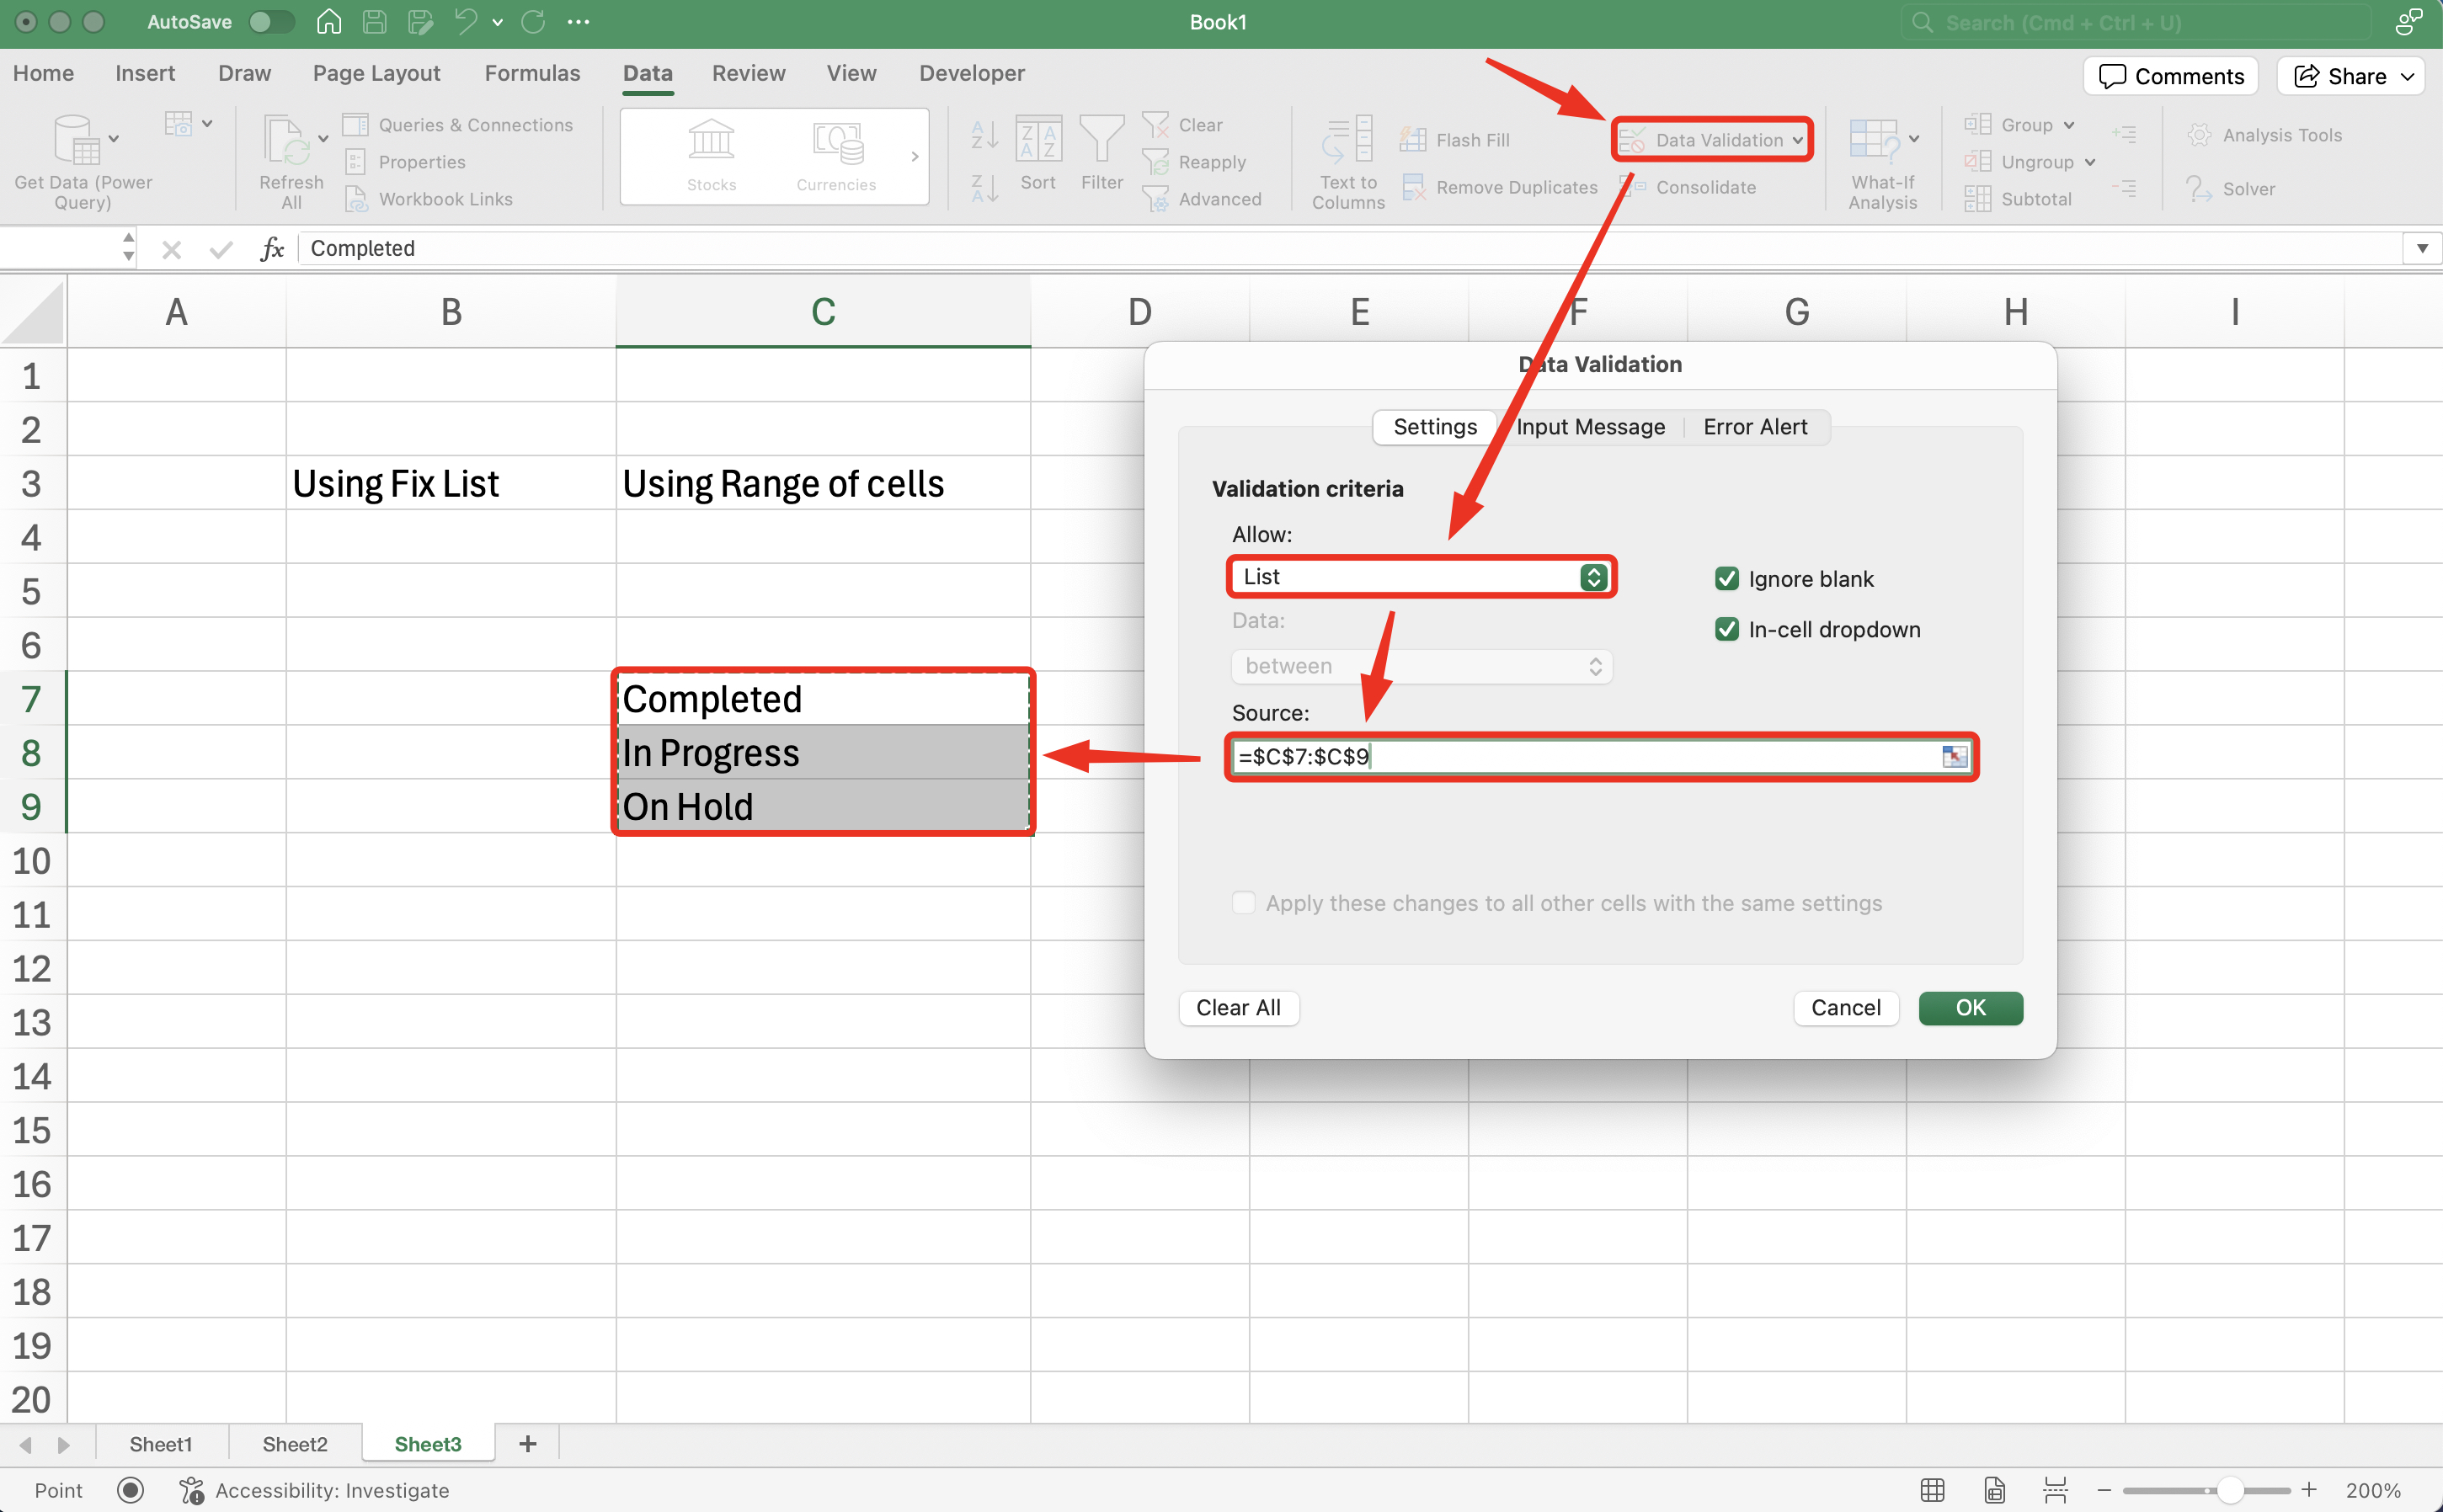 AutoSave
Book1
Search (Cmd + Ctrl + U)
Home Insert Draw Page Layout Formulas Data Review View Developer
Comments Share
Get Data (Power Query)
Refresh All
Queries & Connections
Properties
Workbook Links
Stocks
Currencies
Sort
Filter
Clear
Reapply
Advanced
Text to Columns
Flash Fill
Remove Duplicates
Data Validation
Consolidate
What-If Analysis
Group
Ungroup
Subtotal
Analysis Tools
Solver
fx Completed
A B C D E F G H I
1
2
3 Using Fix List Using Range of cells
4
5
6
7 Completed
8 In Progress
9 On Hold
10
11
12
13
14
15
16
17
18
19
20
Data Validation
Settings Input Message Error Alert
Validation criteria
Allow:
List
Ignore blank
Data:
In-cell dropdown
between
Source:
=$C$7:$C$9
Apply these changes to all other cells with the same settings
Clear All Cancel OK
Sheet1 Sheet2 Sheet3 +
Point Accessibility: Investigate
200%